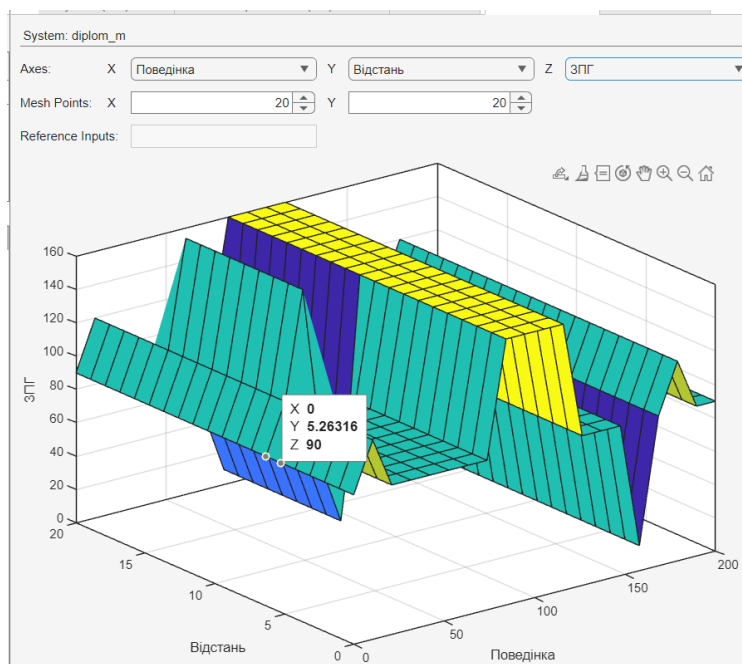 System: diplom_m
Axes: X Поведінка Y Відстань Z ЗПГ
Mesh Points: X 20 Y 20
Reference Inputs:
160
140
120
100
80
60
40
20
0
ЗПГ
X 0
Y 5.26316
Z 90
20
15
10
5
0
Відстань
0
50
100
150
200
Поведінка